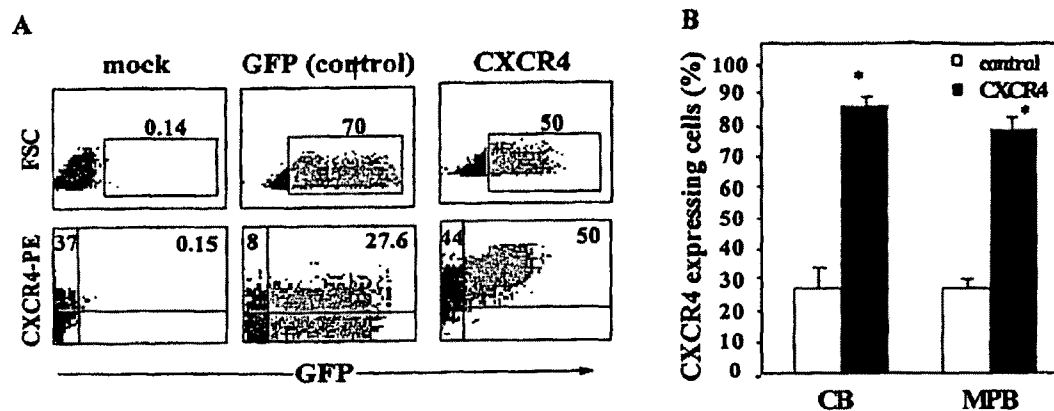 A
mock
GFP (control)
CXCR4
FSC
0.14
70
50
CXCR4-PE
37
0.15
8
27.6
44
50
GFP
B
CXCR4 expressing cells (%)
100
90
80
70
60
50
40
30
20
10
0
control
CXCR4
*
*
CB
MPB